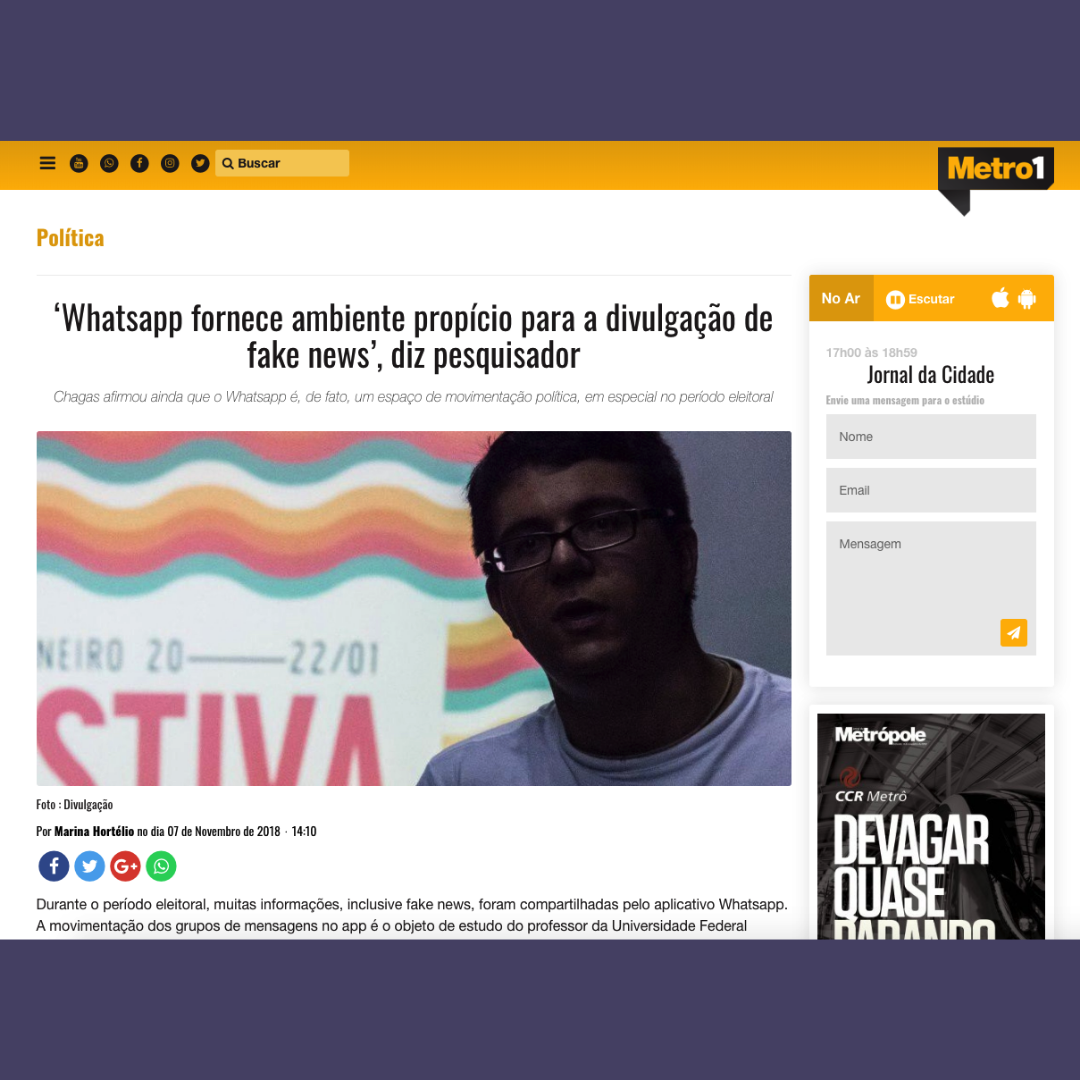 Buscar
Metro1
Política
‘Whatsapp fornece ambiente propício para a divulgação de
fake news’, diz pesquisador
Chagas afirmou ainda que o Whatsapp é, de fato, um espaço de movimentação política, em especial no período eleitoral
NEIRO 20 22/01
STIVA
Foto : Divulgação
Por Marina Hortélio no dia 07 de Novembro de 2018 · 14:10
Durante o período eleitoral, muitas informações, inclusive fake news, foram compartilhadas pelo aplicativo Whatsapp.
A movimentação dos grupos de mensagens no app é o objeto de estudo do professor da Universidade Federal
No Ar
Escutar
17h00 às 18h59
Jornal da Cidade
Envie uma mensagem para o estúdio
Nome
Email
Mensagem
Metrópole
CCR Metrô
DEVAGAR
QUASE
PARANDO